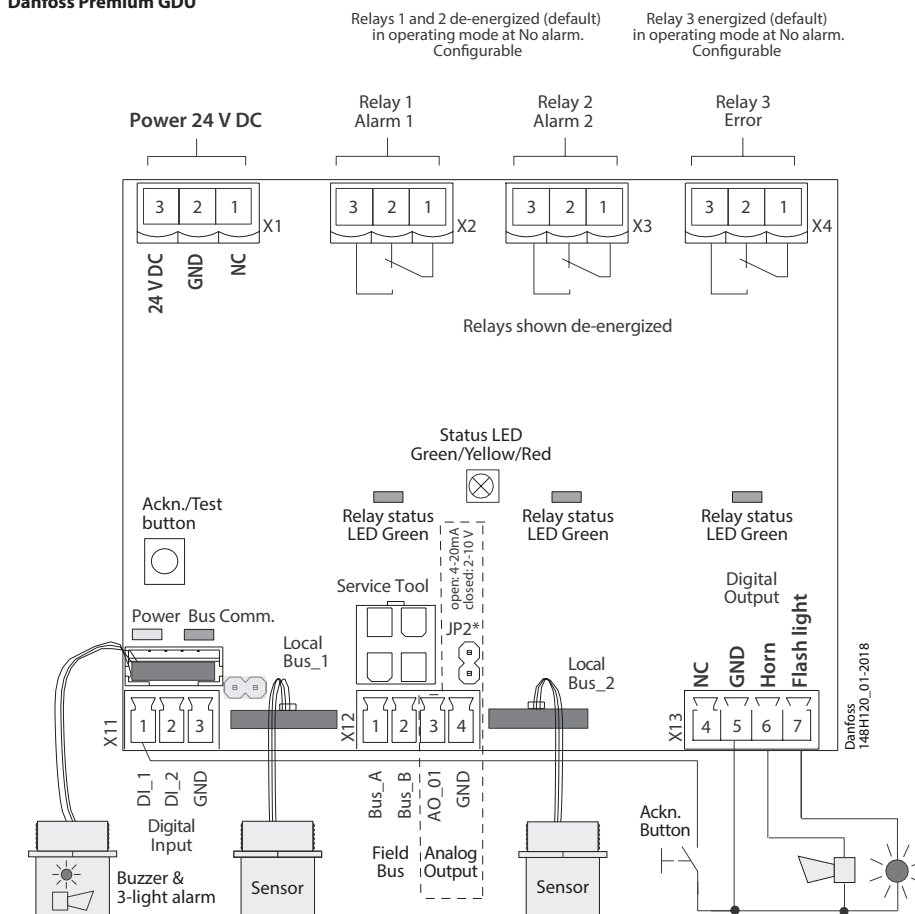 Danfoss Premium GDU
Relays 1 and 2 de-energized (default)
in operating mode at No alarm.
Configurable
Relay 3 energized (default)
in operating mode at No alarm.
Configurable
Power 24 V DC
Relay 1
Alarm 1
Relay 2
Alarm 2
Relay 3
Error
3 2 1
X1
3 2 1
X2
3 2 1
X3
3 2 1
X4
24 V DC
GND
NC
Relays shown de-energized
Status LED
Green/Yellow/Red
Ackn./Test
button
Relay status
LED Green
Relay status
LED Green
Relay status
LED Green
open: 4-20mA
closed: 2-10 V
Service Tool
JP2*
Digital
Output
Power Bus Comm.
Local
Bus_1
Local
Bus_2
NC
GND
Horn
Flash light
X11
1 2 3
X12
1 2 3 4
X13
4 5 6 7
Danfoss
148H120_01-2018
DI_1
DI_2
GND
Digital
Input
Bus_A
Bus_B
AO_01
GND
Field
Bus
Analog
Output
Ackn.
Button
Buzzer &
3-light alarm
Sensor
Sensor